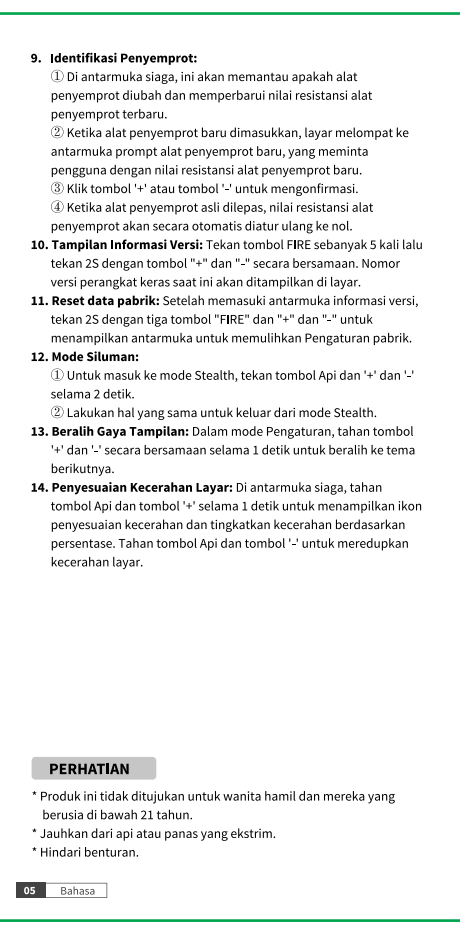 9. Identifikasi Penyemprot:
① Di antarmuka siaga, ini akan memantau apakah alat
penyemprot diubah dan memperbarui nilai resistansi alat
penyemprot terbaru.
② Ketika alat penyemprot baru dimasukkan, layar melompat ke
antarmuka prompt alat penyemprot baru, yang meminta
pengguna dengan nilai resistansi alat penyemprot baru.
③ Klik tombol '+' atau tombol '-' untuk mengonfirmasi.
④ Ketika alat penyemprot asli dilepas, nilai resistansi alat
penyemprot akan secara otomatis diatur ulang ke nol.
10. Tampilan Informasi Versi: Tekan tombol FIRE sebanyak 5 kali lalu
tekan 2S dengan tombol "+" dan "-" secara bersamaan. Nomor
versi perangkat keras saat ini akan ditampilkan di layar.
11. Reset data pabrik: Setelah memasuki antarmuka informasi versi,
tekan 2S dengan tiga tombol "FIRE" dan "+" dan "-" untuk
menampilkan antarmuka untuk memulihkan Pengaturan pabrik.
12. Mode Siluman:
① Untuk masuk ke mode Stealth, tekan tombol Api dan '+' dan '-'
selama 2 detik.
② Lakukan hal yang sama untuk keluar dari mode Stealth.
13. Beralih Gaya Tampilan: Dalam mode Pengaturan, tahan tombol
'+' dan '-' secara bersamaan selama 1 detik untuk beralih ke tema
berikutnya.
14. Penyesuaian Kecerahan Layar: Di antarmuka siaga, tahan
tombol Api dan tombol '+' selama 1 detik untuk menampilkan ikon
penyesuaian kecerahan dan tingkatkan kecerahan berdasarkan
persentase. Tahan tombol Api dan tombol '-' untuk meredupkan
kecerahan layar.
PERHATIAN
* Produk ini tidak ditujukan untuk wanita hamil dan mereka yang
berusia di bawah 21 tahun.
* Jauhkan dari api atau panas yang ekstrim.
* Hindari benturan.
05 Bahasa